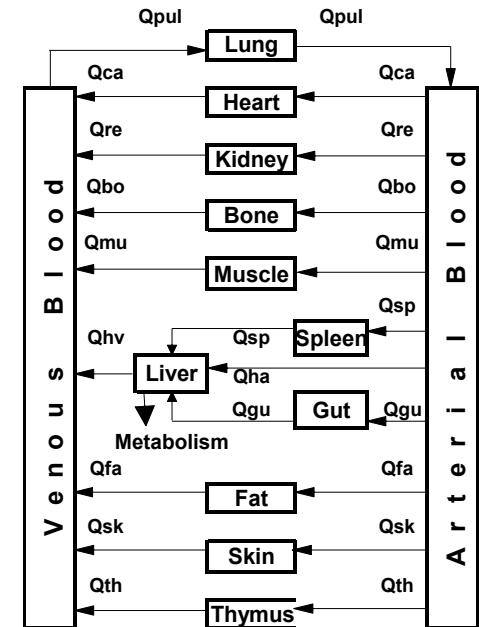 Qpul Qpul
Lung
Qca Qca
Heart
Qre Qre
Kidney
Qbo Qbo
Bone
Qmu Qmu
Muscle
Qsp
Qhv Qsp Spleen
Liver Qha
Qgu Gut Qgu
Metabolism
Qfa Qfa
Fat
Qsk Qsk
Skin
Qth Qth
Thymus
Venous Blood
Arterial Blood